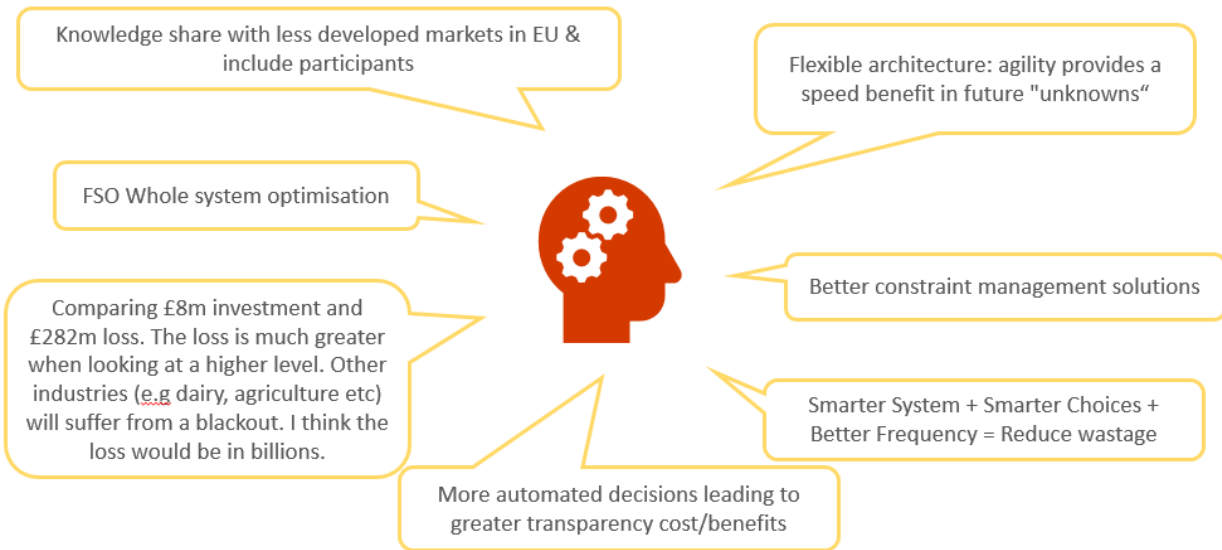 Knowledge share with less developed markets in EU &
include participants
Flexible architecture: agility provides a
speed benefit in future "unknowns“
FSO Whole system optimisation
Better constraint management solutions
Comparing £8m investment and
£282m loss. The loss is much greater
when looking at a higher level. Other
industries (e.g dairy, agriculture etc)
will suffer from a blackout. I think the
loss would be in billions.
Smarter System + Smarter Choices +
Better Frequency = Reduce wastage
More automated decisions leading to
greater transparency cost/benefits